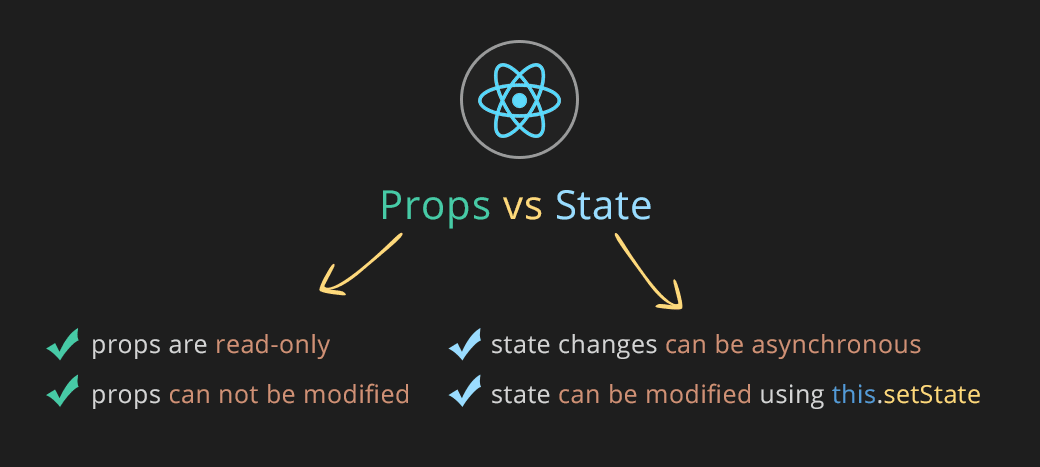 Props vs State
props are read-only
props can not be modified
state changes can be asynchronous
state can be modified using this.setState